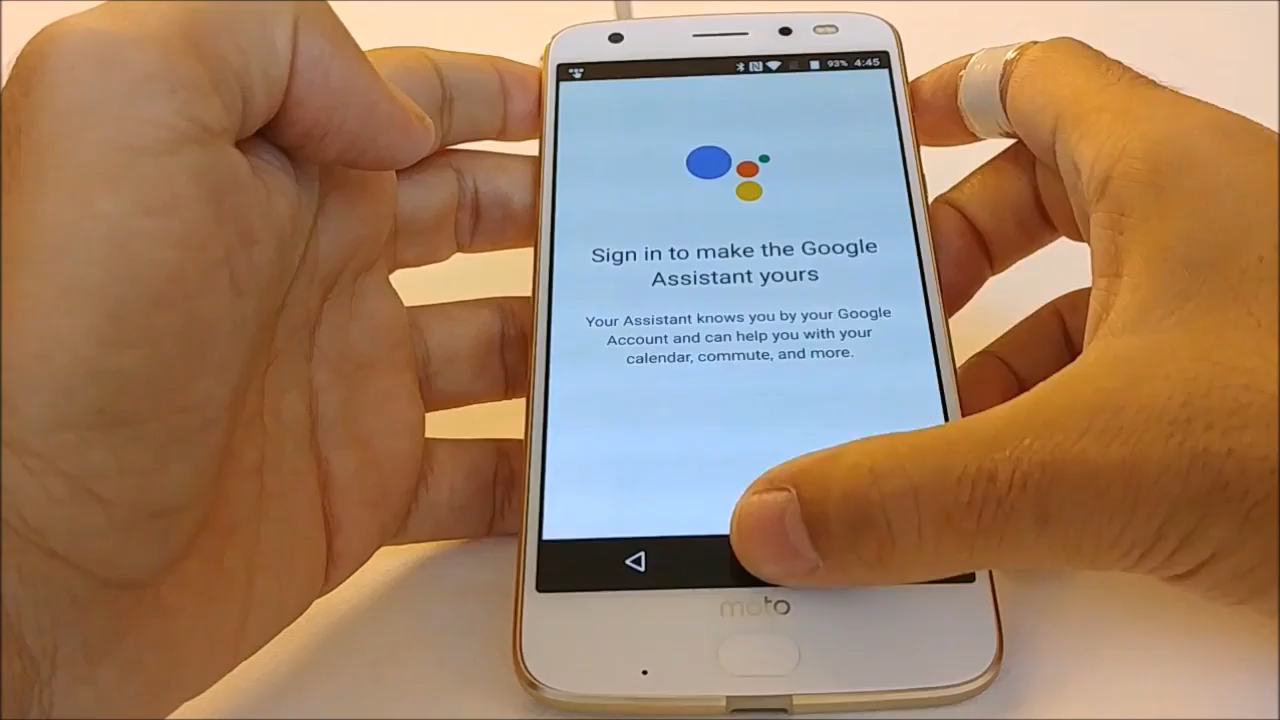 93% 4:45
Sign in to make the Google
Assistant yours
Your Assistant knows you by your Google
Account and can help you with your
calendar, commute, and more.
moto